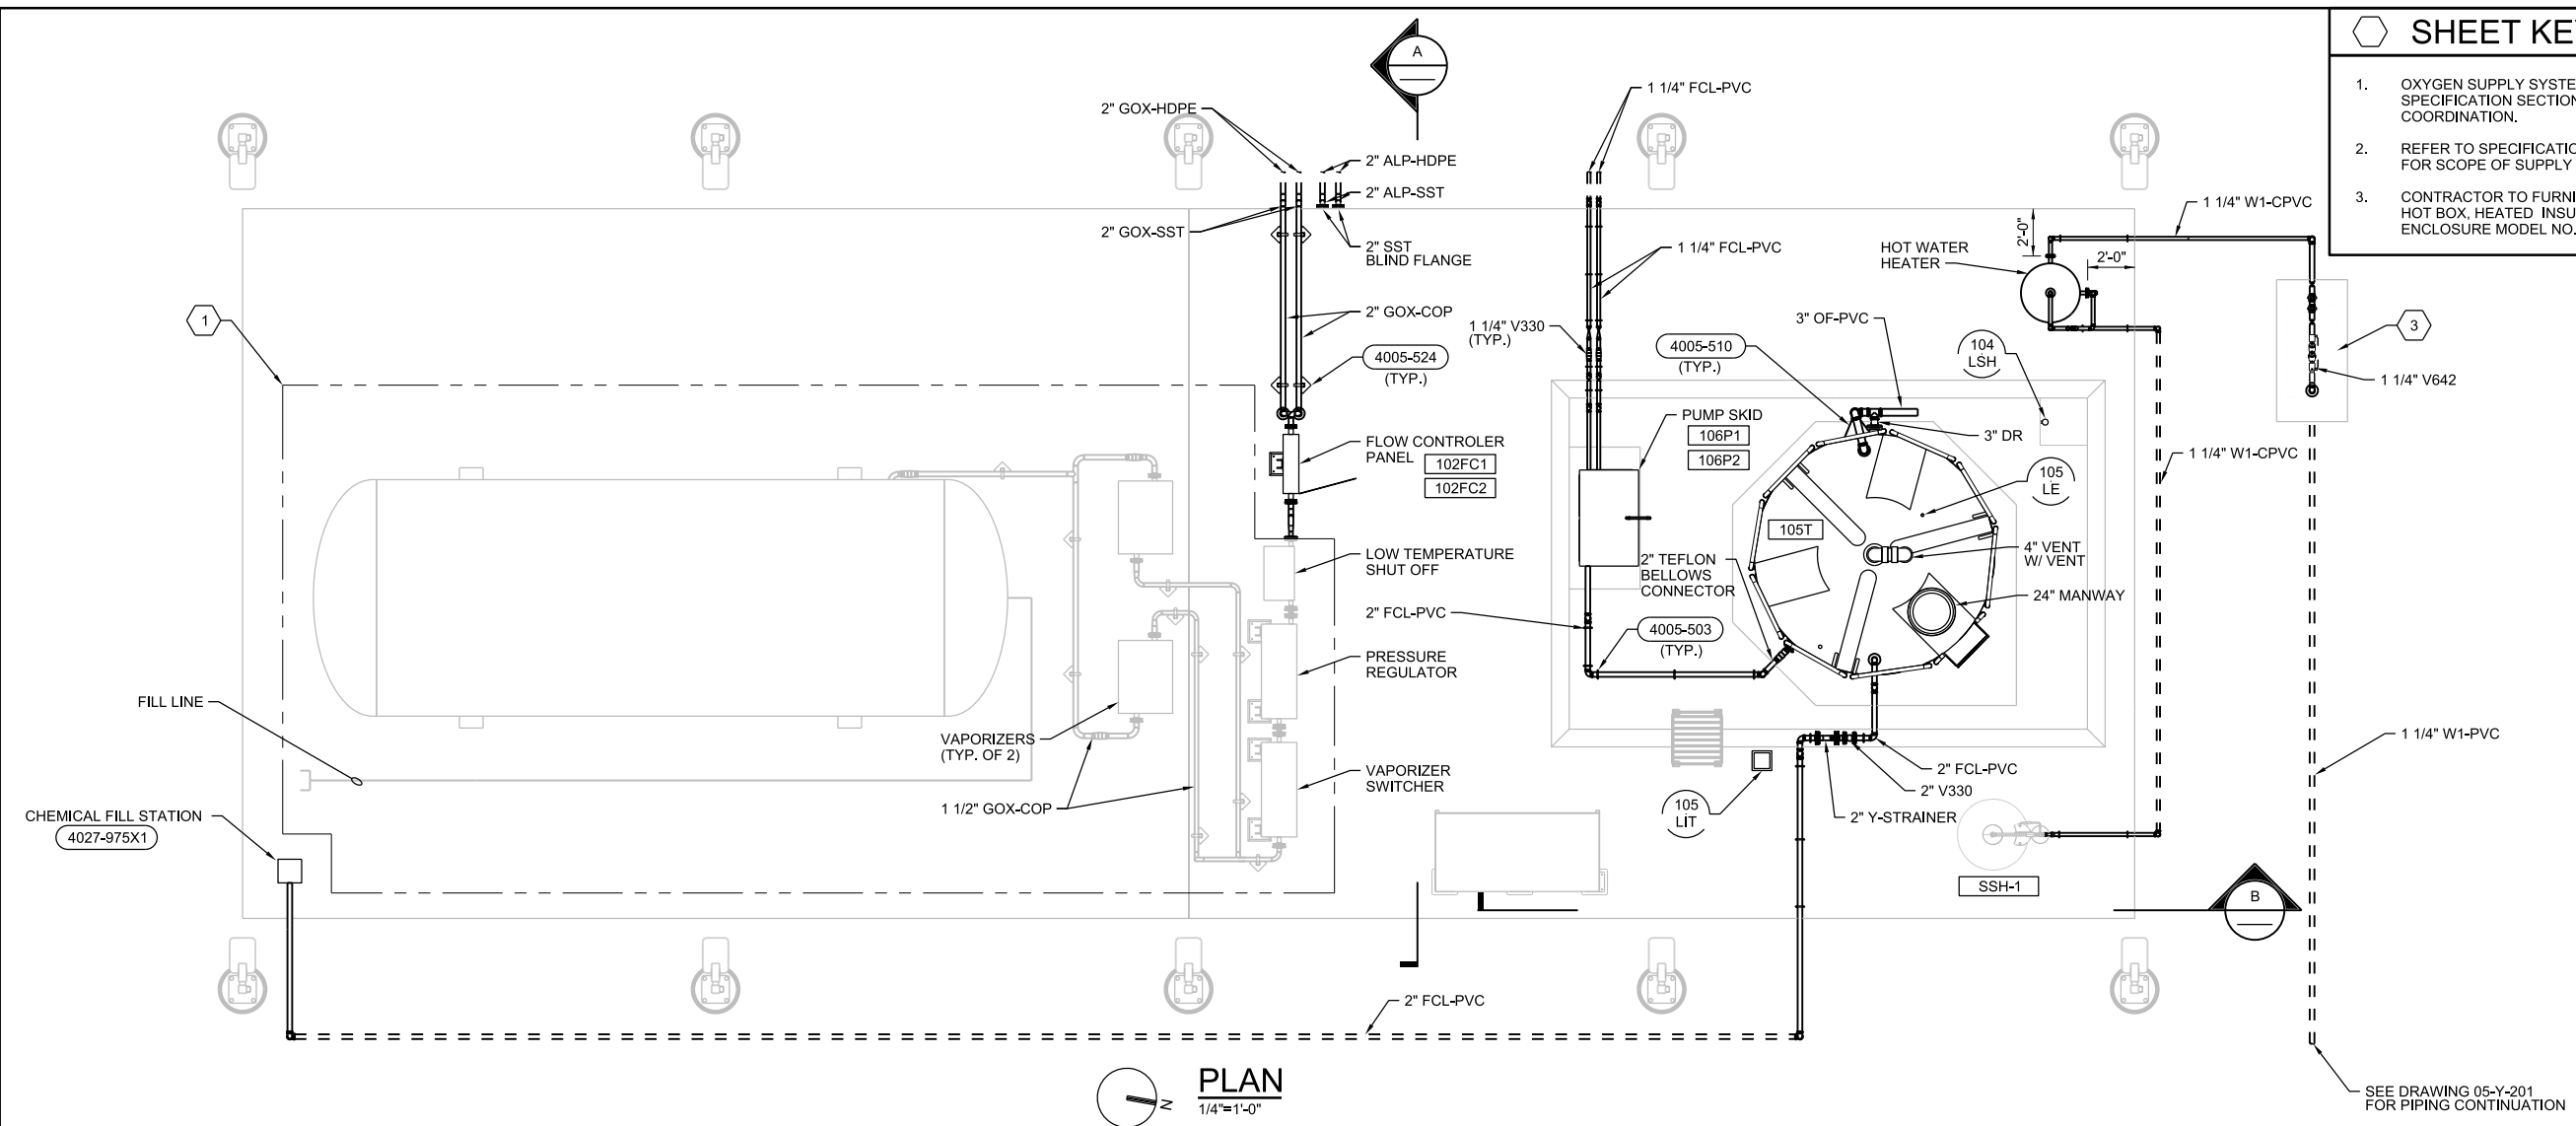 SHEET KE
1. OXYGEN SUPPLY SYSTE
SPECIFICATION SECTION
COORDINATION.
2. REFER TO SPECIFICATIO
FOR SCOPE OF SUPPLY
3. CONTRACTOR TO FURNI
HOT BOX, HEATED INSU
ENCLOSURE MODEL NO.
A
2" GOX-HDPE
1 1/4" FCL-PVC
2" ALP-HDPE
2" ALP-SST
2" GOX-SST
2" SST
BLIND FLANGE
1 1/4" FCL-PVC
HOT WATER
HEATER
2'-0"
2'-0"
1 1/4" W1-CPVC
1
2" GOX-COP
1 1/4" V330
(TYP.)
4005-510
(TYP.)
3" OF-PVC
104
LSH
3
4005-524
(TYP.)
1 1/4" V642
PUMP SKID
106P1
106P2
3" DR
FLOW CONTROLER
PANEL
102FC1
102FC2
1 1/4" W1-CPVC
105
LE
105T
LOW TEMPERATURE
SHUT OFF
2" TEFLON
BELLOWS
CONNECTOR
4" VENT
W/ VENT
24" MANWAY
2" FCL-PVC
4005-503
(TYP.)
PRESSURE
REGULATOR
FILL LINE
VAPORIZERS
(TYP. OF 2)
1 1/4" W1-PVC
VAPORIZER
SWITCHER
2" FCL-PVC
2" V330
2" Y-STRAINER
105
LIT
1 1/2" GOX-COP
CHEMICAL FILL STATION
4027-975X1
SSH-1
B
2" FCL-PVC
N
PLAN
1/4"=1'-0"
SEE DRAWING 05-Y-201
FOR PIPING CONTINUATION